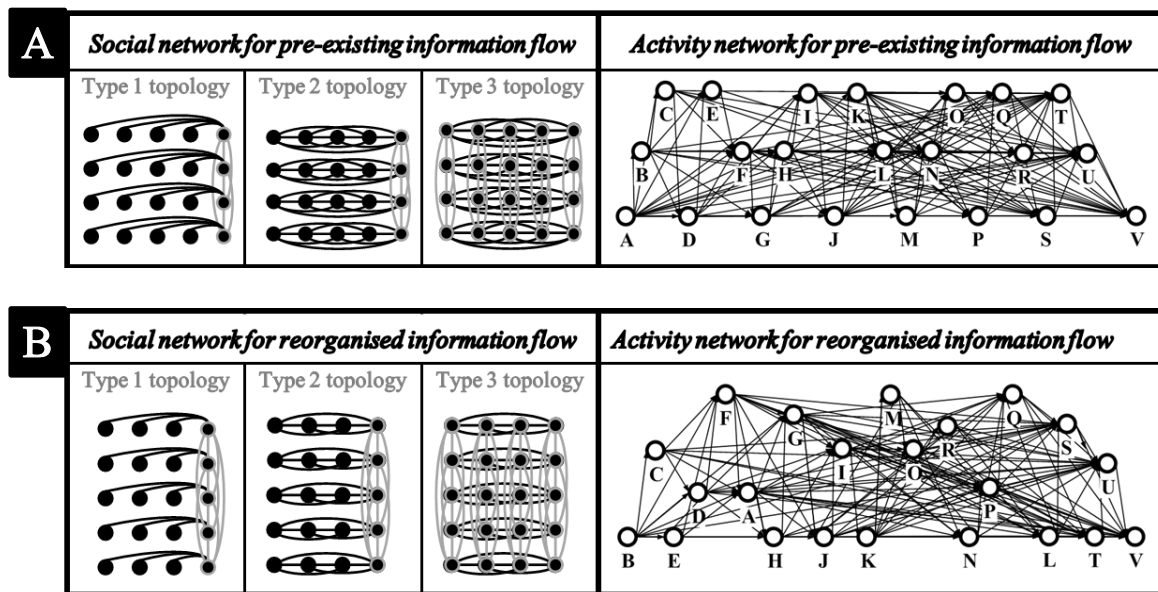 A
Social network for pre-existing information flow
Activity network for pre-existing information flow
Type 1 topology
Type 2 topology
Type 3 topology
C E I K O Q T
B F H L N R U
A D G J M P S V
B
Social network for reorganised information flow
Activity network for reorganised information flow
Type 1 topology
Type 2 topology
Type 3 topology
F M Q
G R S
C I O U
D A P
B E H J K N L T V